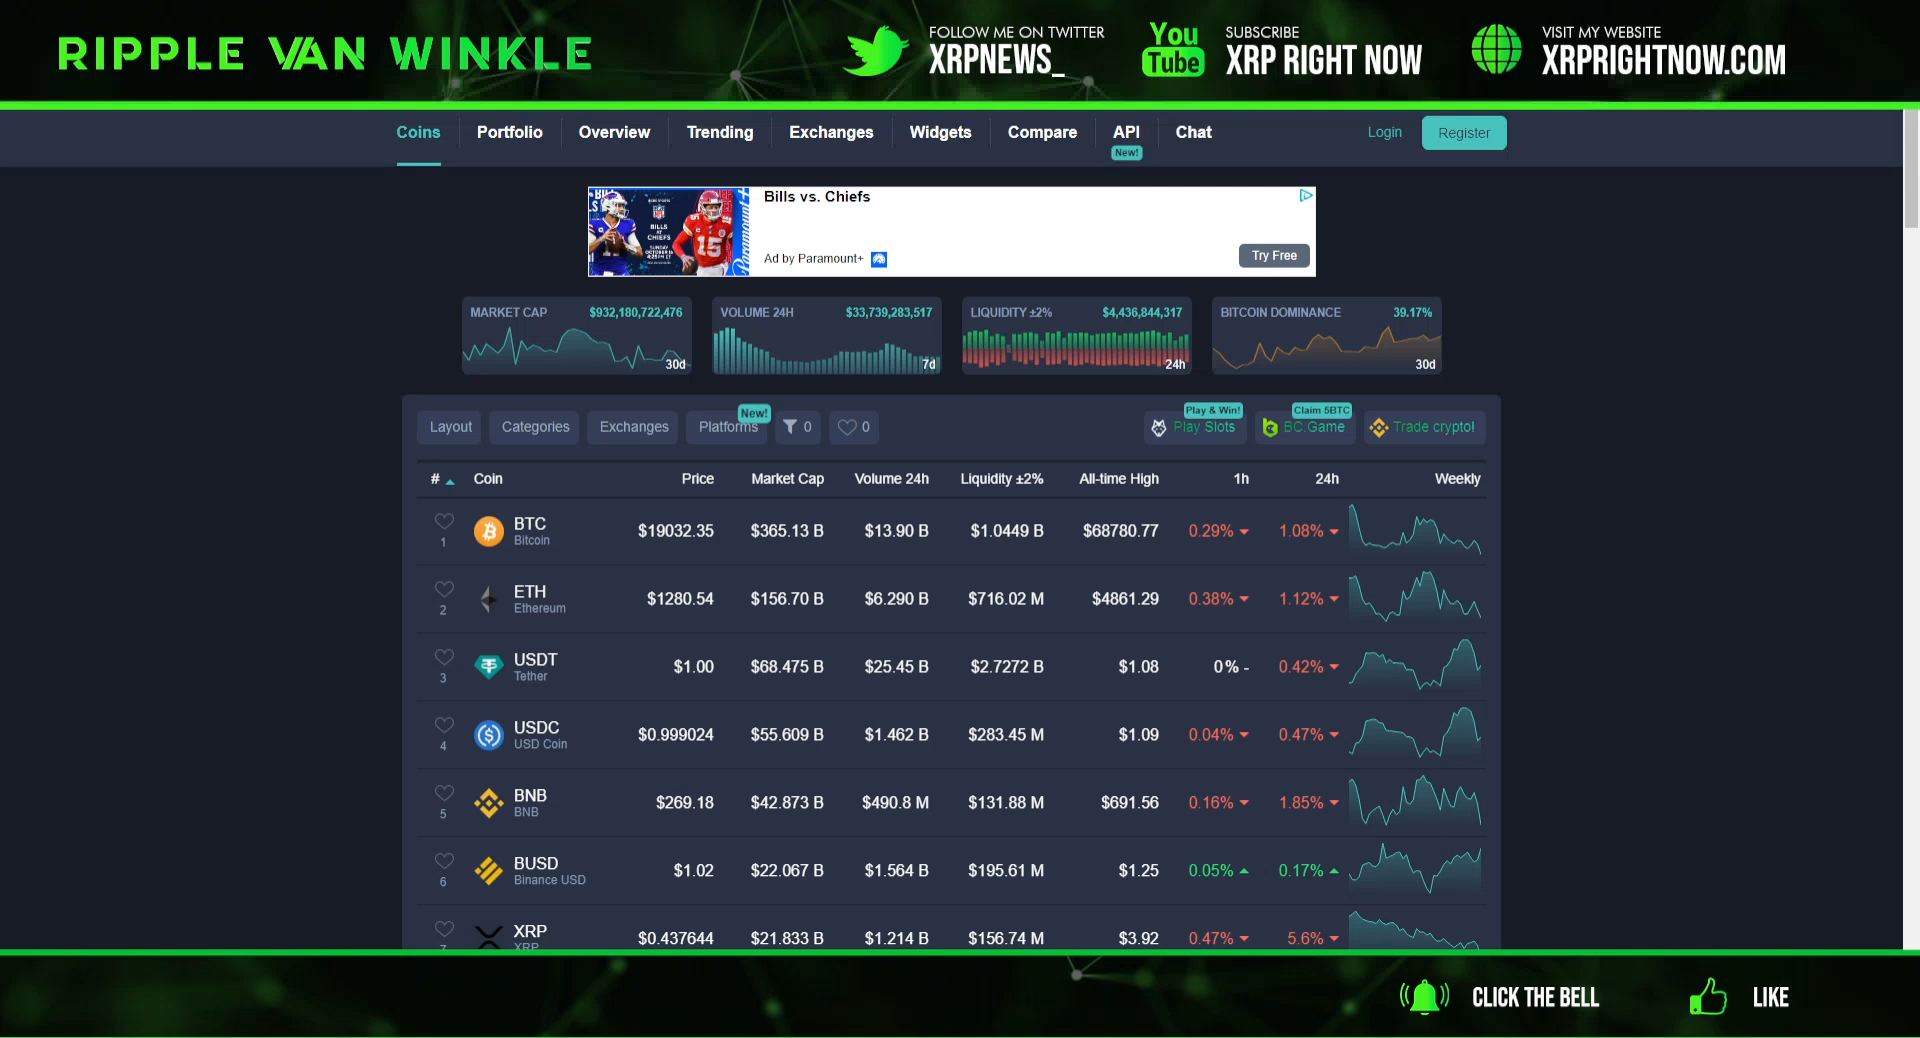 RIPPLE VAN WINKLE
FOLLOW ME ON TWITTER
XRPNEWS_
You
Tube
SUBSCRIBE
XRP RIGHT NOW
VISIT MY WEBSITE
XRPRIGHTNOW.COM
Coins Portfolio Overview Trending Exchanges Widgets Compare API Chat Login Register
New!
Bills vs. Chiefs
BILLS
AT
CHIEFS
15
Paramount+
Ad by Paramount+
Try Free
MARKET CAP $932,180,722,476
30d
VOLUME 24H $33,739,283,517
7d
LIQUIDITY ±2% $4,436,844,317
24h
BITCOIN DOMINANCE 39.17%
30d
New! Play & Win! Claim 5BTC
Layout Categories Exchanges Platforms 0 0 Play Slots BC.Game Trade crypto!
# Coin Price Market Cap Volume 24h Liquidity ±2% All-time High 1h 24h Weekly
1 BTC $19032.35 $365.13 B $13.90 B $1.0449 B $68780.77 0.29% 1.08%
Bitcoin
2 ETH $1280.54 $156.70 B $6.290 B $716.02 M $4861.29 0.38% 1.12%
Ethereum
3 USDT $1.00 $68.475 B $25.45 B $2.7272 B $1.08 0% - 0.42%
Tether
4 USDC $0.999024 $55.609 B $1.462 B $283.45 M $1.09 0.04% 0.47%
USD Coin
5 BNB $269.18 $42.873 B $490.8 M $131.88 M $691.56 0.16% 1.85%
BNB
6 BUSD $1.02 $22.067 B $1.564 B $195.61 M $1.25 0.05% 0.17%
Binance USD
7 XRP $0.437644 $21.833 B $1.214 B $156.74 M $3.92 0.47% 5.6%
XRP
CLICK THE BELL LIKE